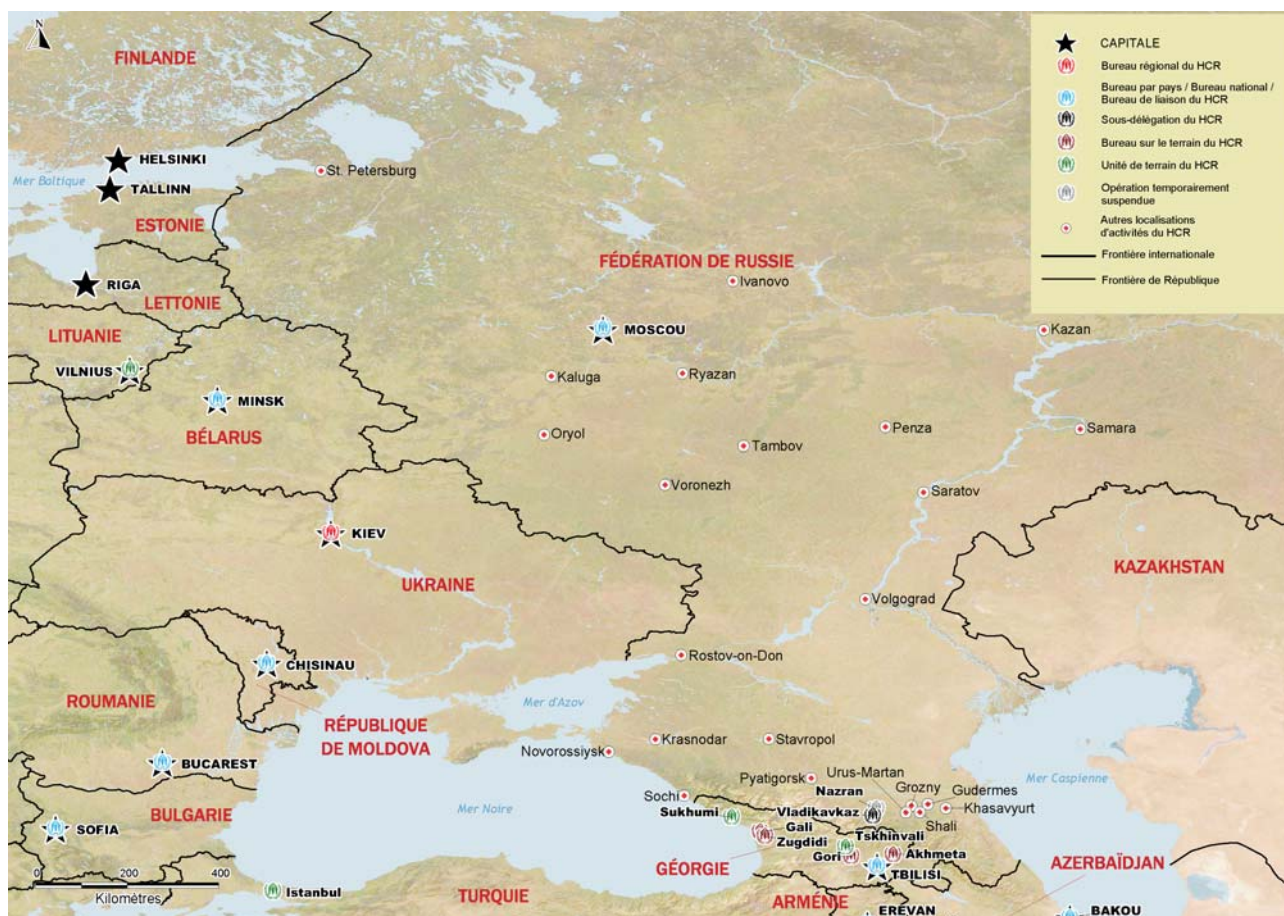 N
FINLANDE
CAPITALE
Bureau régional du HCR
Bureau par pays / Bureau national /
Bureau de liaison du HCR
Sous-délégation du HCR
Bureau sur le terrain du HCR
Unité de terrain du HCR
Opération temporairement
suspendue
Autres localisations
d'activités du HCR
Frontière internationale
Frontière de République
HELSINKI
Mer Baltique
TALLINN
St. Petersburg
ESTONIE
FÉDÉRATION DE RUSSIE
Ivanovo
RIGA
LETTONIE
LITUANIE
MOSCOU
Kazan
VILNIUS
Kaluga
Ryazan
MINSK
BÉLARUS
Oryol
Tambov
Penza
Samara
Voronezh
Saratov
KIEV
UKRAINE
KAZAKHSTAN
Volgograd
CHISINAU
Rostov-on-Don
ROUMANIE
Mer d'Azov
RÉPUBLIQUE
DE MOLDOVA
Krasnodar
Stavropol
Novorossiysk
BUCAREST
Pyatigorsk
Urus-Martan
Mer Caspienne
Grozny
Gudermes
Nazran
Sochi
Khasavyurt
Mer Noire
BULGARIE
Sukhumi
Vladikavkaz
Shali
SOFIA
Gali
Tskhinvali
Zugdidi
Gori
Akhmeta
GÉORGIE
AZERBAÏDJAN
TBILISI
0 200 400
Kilomètres
Istanbul
TURQUIE
ARMÉNIE
EREVAN
BAKOU